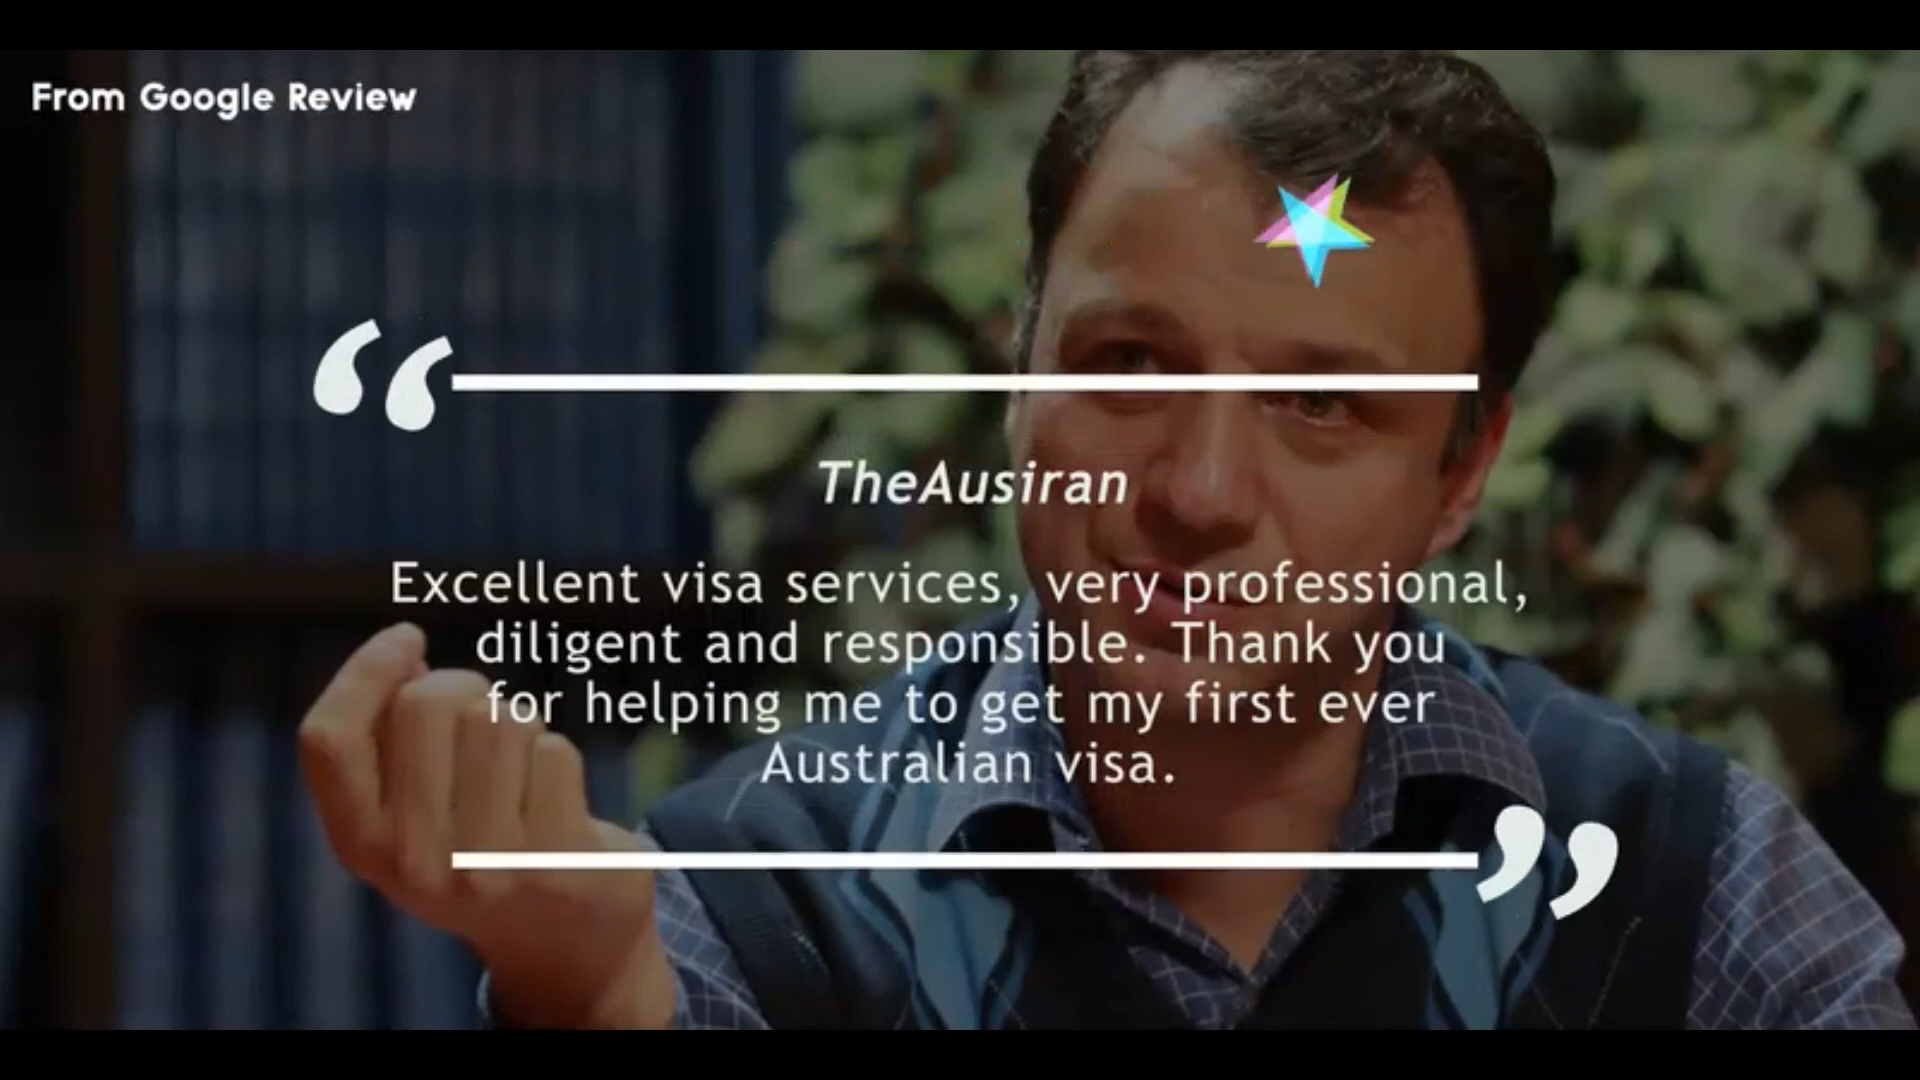 From Google Review
“
TheAusiran
Excellent visa services, very professional,
diligent and responsible. Thank you
for helping me to get my first ever
Australian visa.
”